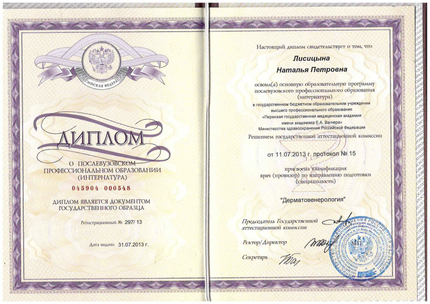 РОССИЙСКАЯ ФЕДЕРАЦИЯ
ДИПЛОМ
О ПОСЛЕВУЗОВСКОМ
ПРОФЕССИОНАЛЬНОМ ОБРАЗОВАНИИ
(ИНТЕРНАТУРА)
045904 000548
ДИПЛОМ ЯВЛЯЕТСЯ ДОКУМЕНТОМ
ГОСУДАРСТВЕННОГО ОБРАЗЦА
Регистрационный № 297/ 13
Дата выдачи 31.07.2013 г.
Настоящий диплом свидетельствует о том, что
Лисицына
Наталья Петровна
освоил(а) основную образовательную программу
послевузовского профессионального образования
(интернатура)
в государственном бюджетном образовательном учреждении
высшего профессионального образования
"Пермская государственная медицинская академия
имени академика Е.А. Вагнера"
Министерства здравоохранения Российской Федерации
Решением государственной аттестационной комиссии
от 11.07.2013 г. протокол № 15
присвоена квалификация
врач (провизор) по направлению подготовки
(специальность)
"Дерматовенерология"
Председатель Государственной
аттестационной комиссии
Ректор/Директор
Секретарь